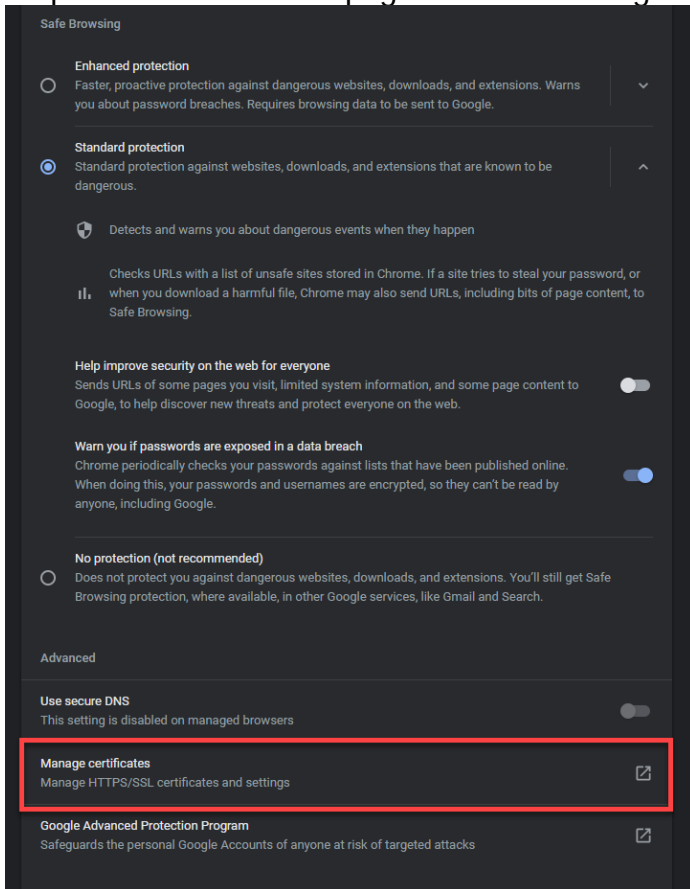 Safe Browsing
Enhanced protection
Faster, proactive protection against dangerous websites, downloads, and extensions. Warns
you about password breaches. Requires browsing data to be sent to Google.
Standard protection
Standard protection against websites, downloads, and extensions that are known to be
dangerous.
Detects and warns you about dangerous events when they happen
Checks URLs with a list of unsafe sites stored in Chrome. If a site tries to steal your password, or
when you download a harmful file, Chrome may also send URLs, including bits of page content, to
Safe Browsing.
Help improve security on the web for everyone
Sends URLs of some pages you visit, limited system information, and some page content to
Google, to help discover new threats and protect everyone on the web.
Warn you if passwords are exposed in a data breach
Chrome periodically checks your passwords against lists that have been published online.
When doing this, your passwords and usernames are encrypted, so they can't be read by
anyone, including Google.
No protection (not recommended)
Does not protect you against dangerous websites, downloads, and extensions. You'll still get Safe
Browsing protection, where available, in other Google services, like Gmail and Search.
Advanced
Use secure DNS
This setting is disabled on managed browsers
Manage certificates
Manage HTTPS/SSL certificates and settings
Google Advanced Protection Program
Safeguards the personal Google Accounts of anyone at risk of targeted attacks